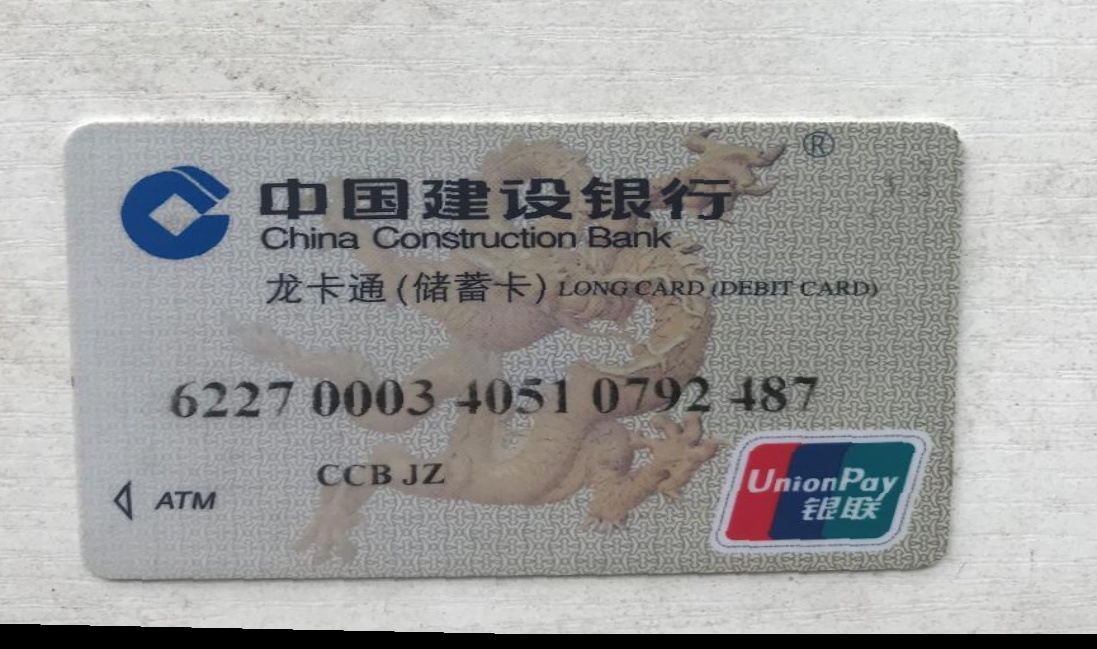 ®
中国建设银行
China Construction Bank
龙卡通(储蓄卡) LONG CARD (DEBIT CARD)
6227 0003 4051 0792 487
CCB JZ
ATM
UnionPay
银联